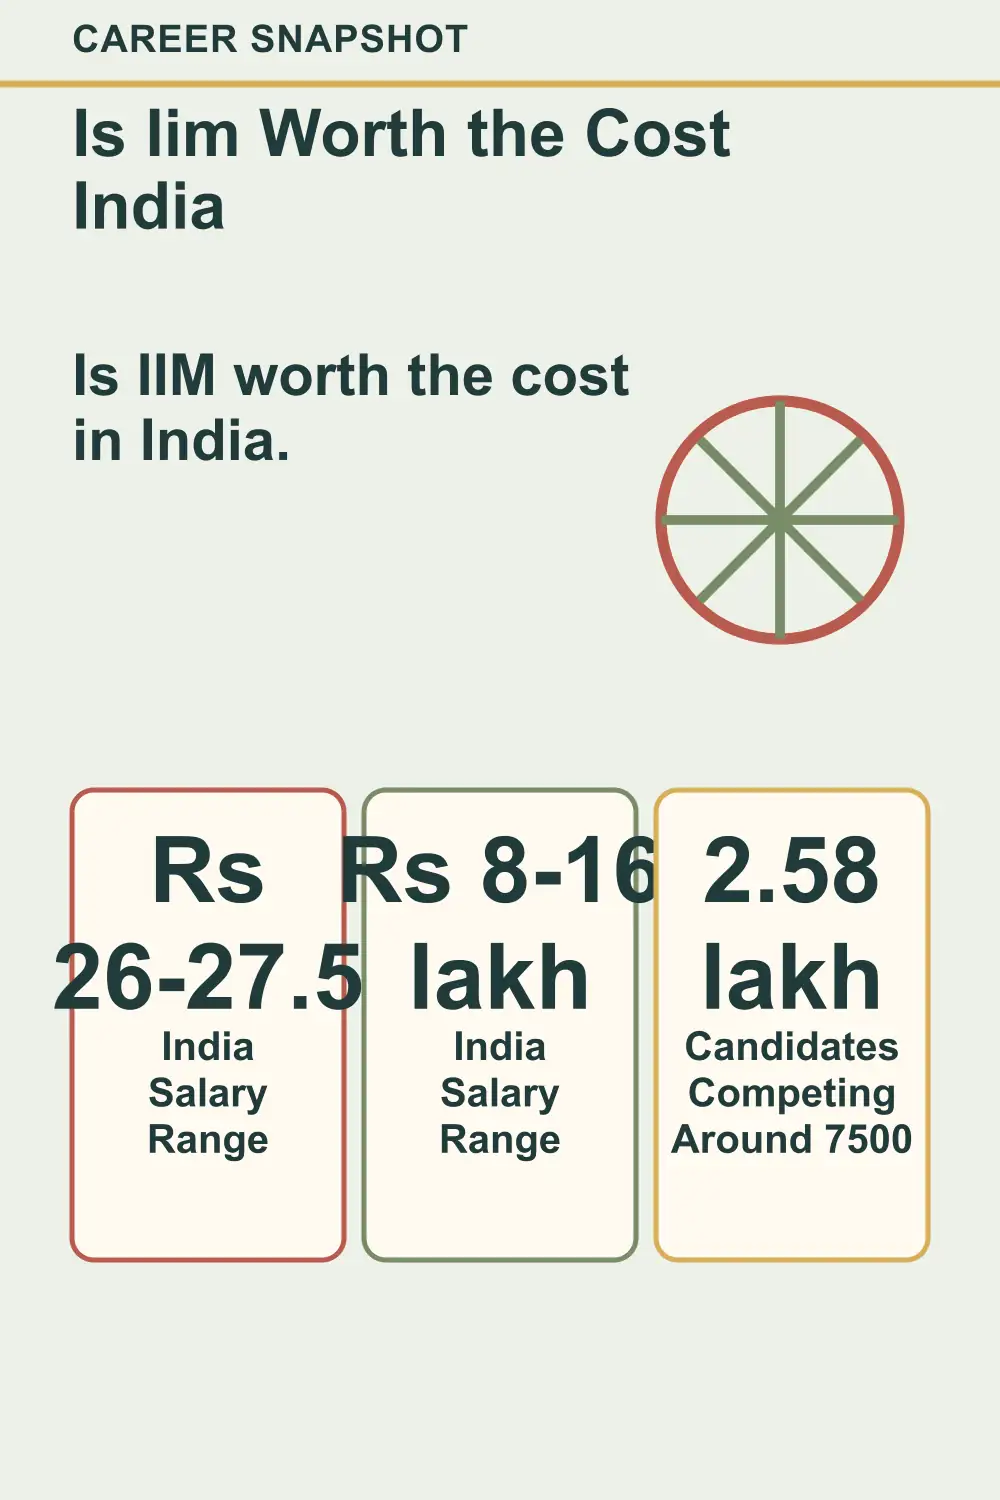 CAREER SNAPSHOT
Is Iim Worth the Cost
India
Is IIM worth the cost
in India.
Rs
26-27.5
India
Salary
Range
Rs 8-16
lakh
India
Salary
Range
2.58
lakh
Candidates
Competing
Around 7500